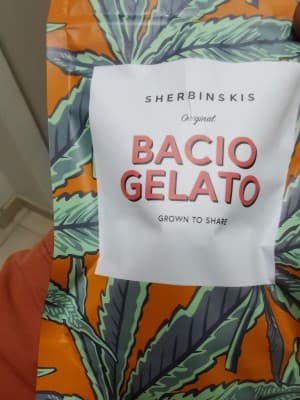 SHERBINSKIS
Original
BACIO
GELATO
GROWN TO SHARE